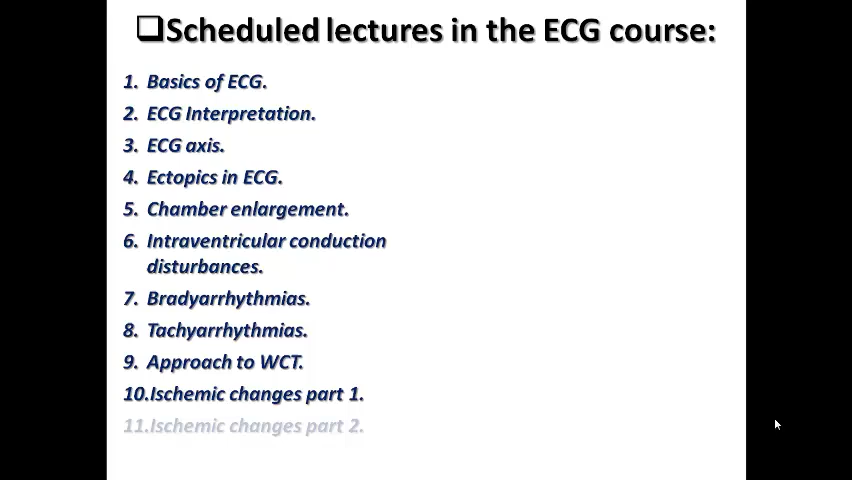 ❑Scheduled lectures in the ECG course:
1. Basics of ECG.
2. ECG Interpretation.
3. ECG axis.
4. Ectopics in ECG.
5. Chamber enlargement.
6. Intraventricular conduction
disturbances.
7. Bradyarrhythmias.
8. Tachyarrhythmias.
9. Approach to WCT.
10.Ischemic changes part 1.
11.Ischemic changes part 2.